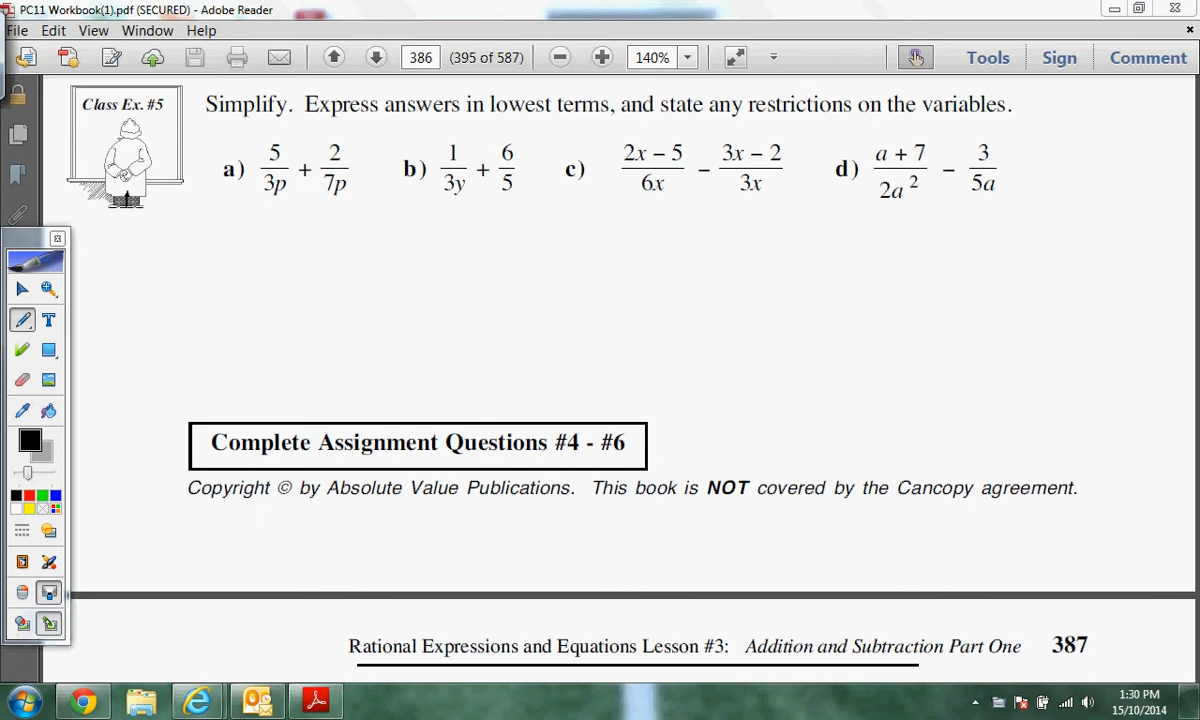 PC11 Workbook(1).pdf (SECURED) - Adobe Reader
File Edit View Window Help
386 (395 of 587) 140% Tools Sign Comment
Class Ex. #5
Simplify. Express answers in lowest terms, and state any restrictions on the variables.
a) 5/3p + 2/7p b) 1/3y + 6/5 c) 2x – 5/6x – 3x – 2/3x d) a + 7/2a² – 3/5a
Complete Assignment Questions #4 - #6
Copyright © by Absolute Value Publications. This book is NOT covered by the Cancopy agreement.
Rational Expressions and Equations Lesson #3: Addition and Subtraction Part One 387
1:30 PM
15/10/2014